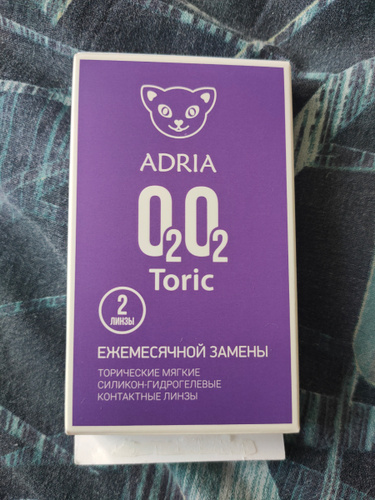 ADRIA
O₂O₂
Toric
2
ЛИНЗЫ
ЕЖЕМЕСЯЧНОЙ ЗАМЕНЫ
ТОРИЧЕСКИЕ МЯГКИЕ
СИЛИКОН-ГИДРОГЕЛЕВЫЕ
КОНТАКТНЫЕ ЛИНЗЫ